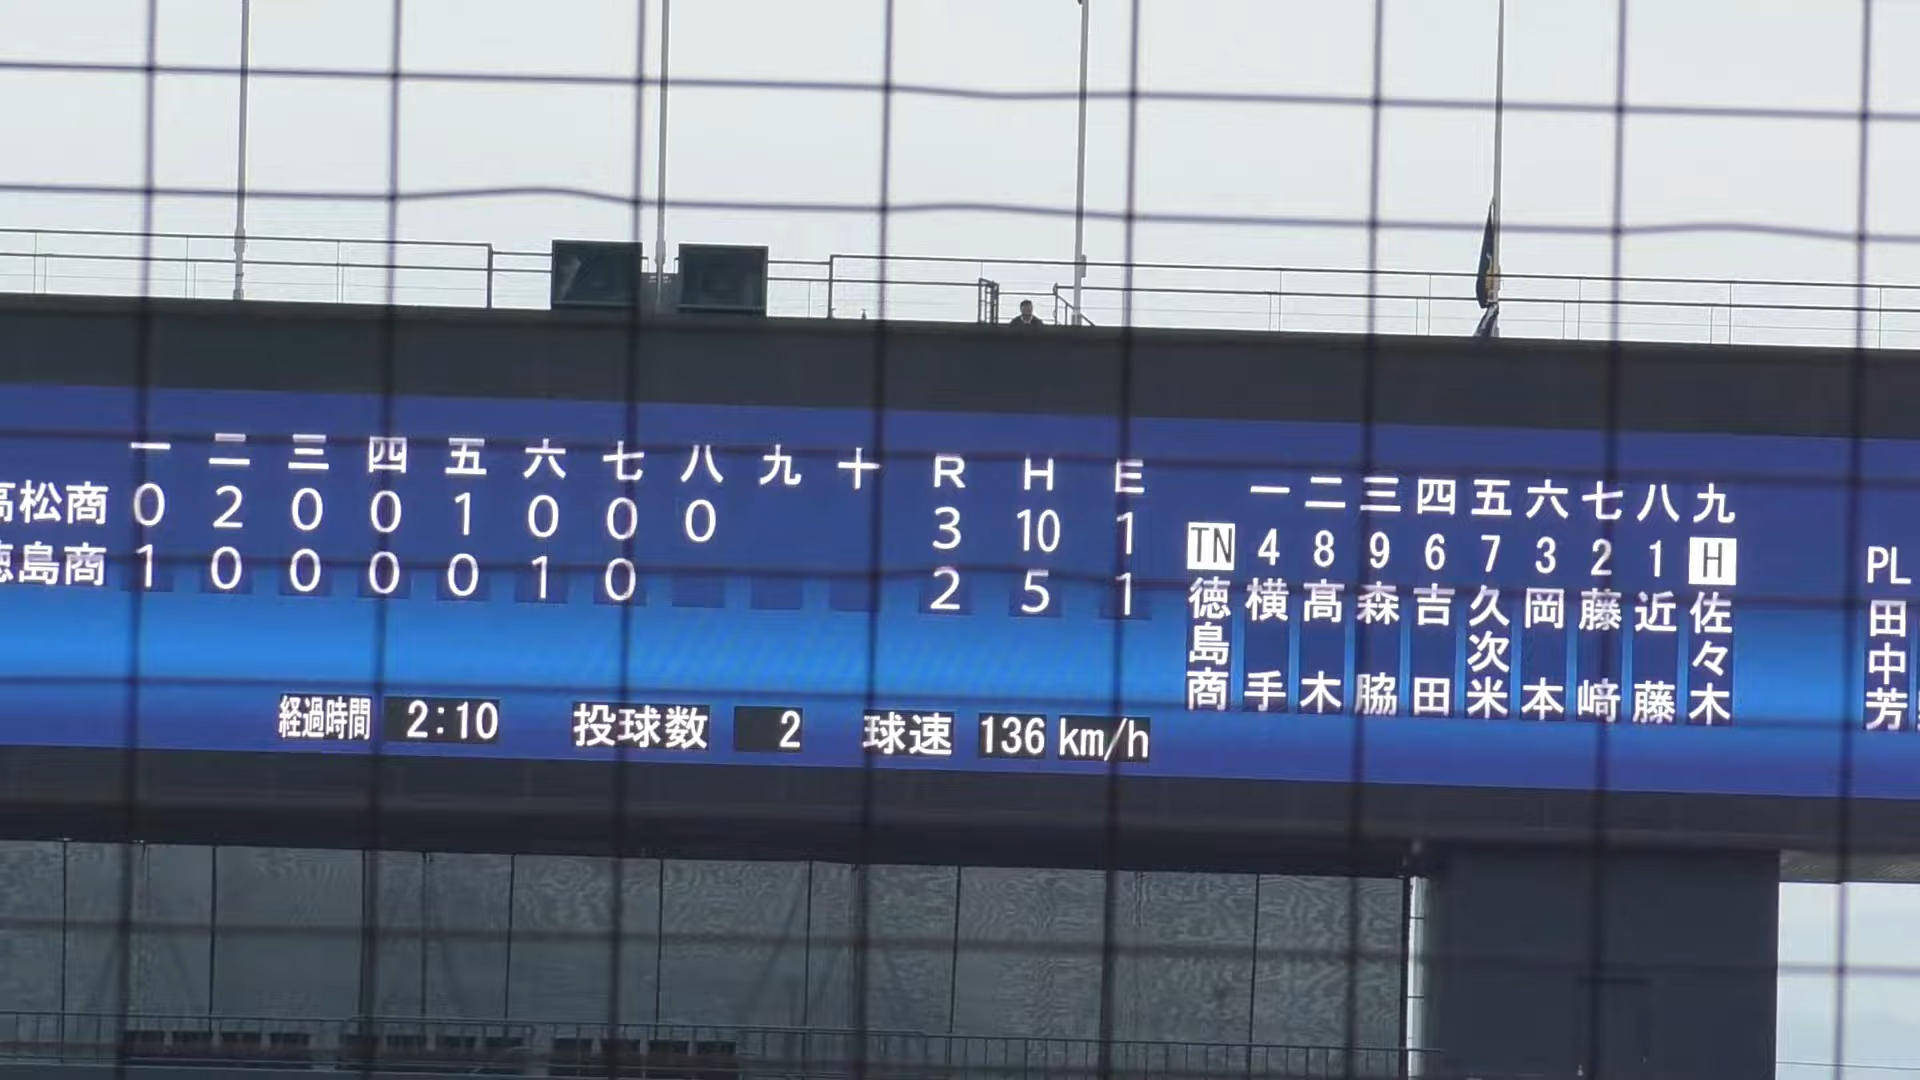 一 二 三 四 五 六 七 八 九 十 R H E
高松商 0 2 0 0 1 0 0 0 3 10 1
徳島商 1 0 0 0 0 1 0 2 5 1
経過時間 2:10 投球数 2 球速 136 km/h
一 二 三 四 五 六 七 八 九
TN 4 8 9 6 7 3 2 1 H
徳島商
横手
髙木
森脇
吉田
久次米
岡本
藤﨑
近藤
佐々木
PL
田中芳